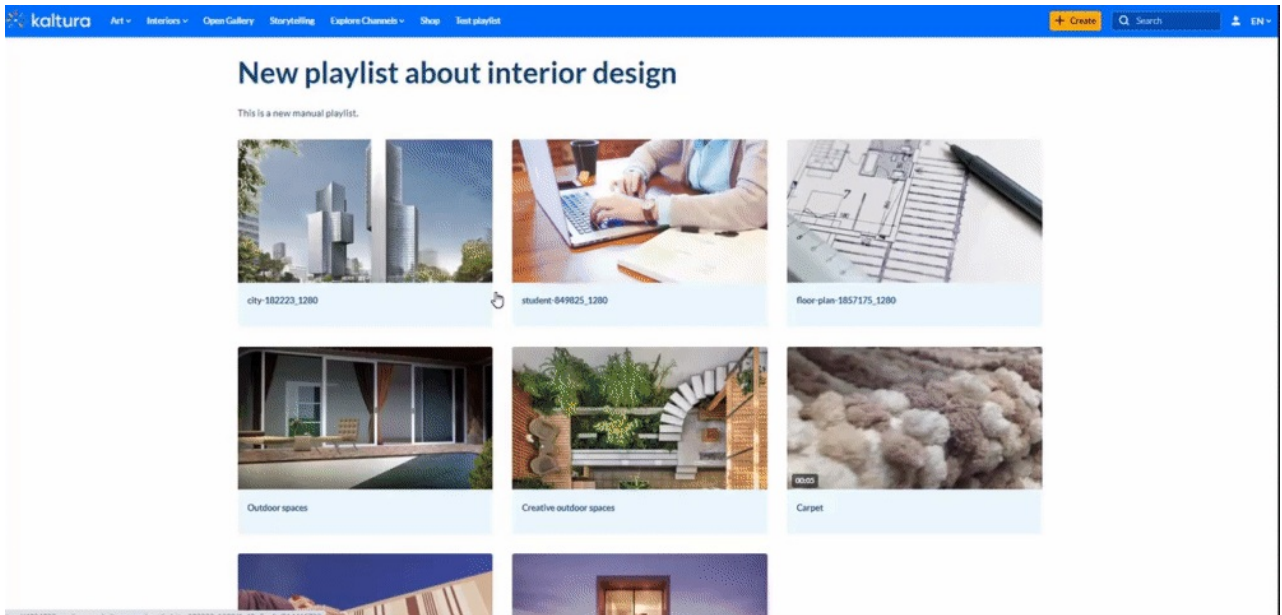 kaltura Art Interiors Open Gallery Storytelling Explore Channels Shop Test playlist + Create Search EN
New playlist about interior design
This is a new manual playlist.
city-182223_1280 student-849825_1280 floor-plan-1857175_1280
00:05
Outdoor spaces Creative outdoor spaces Carpet